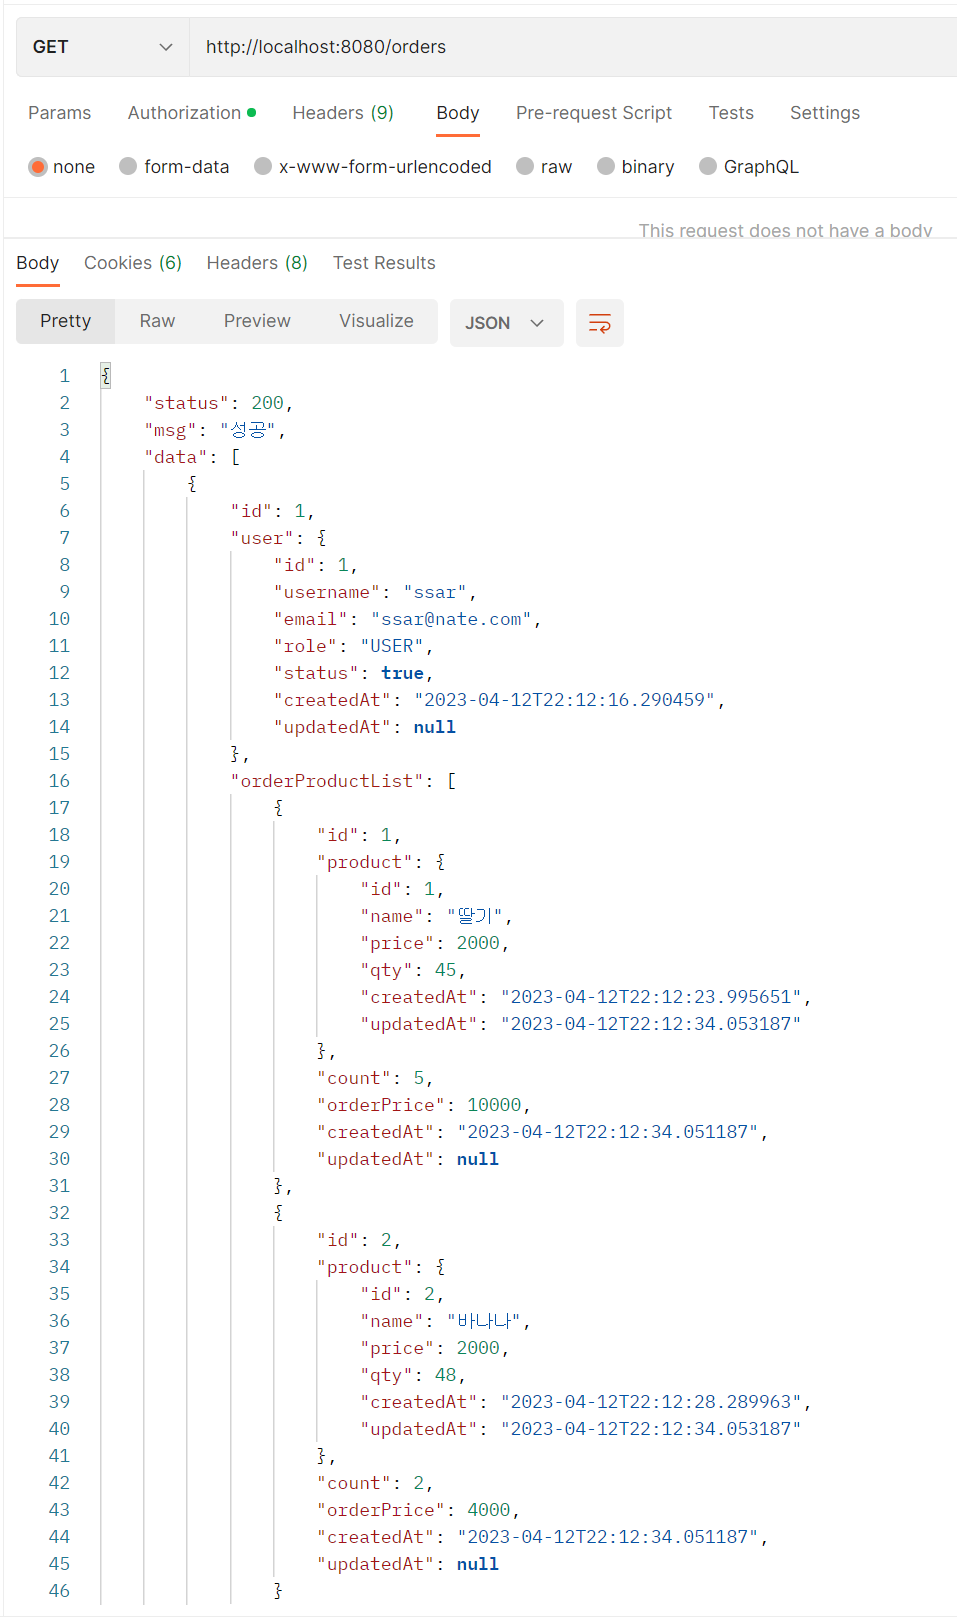 GET http://localhost:8080/orders
Params Authorization Headers (9) Body Pre-request Script Tests Settings
none form-data x-www-form-urlencoded raw binary GraphQL
This request does not have a body
Body Cookies (6) Headers (8) Test Results
Pretty Raw Preview Visualize JSON
1 {
2 "status": 200,
3 "msg": "성공",
4 "data": [
5 {
6 "id": 1,
7 "user": {
8 "id": 1,
9 "username": "ssar",
10 "email": "ssar@nate.com",
11 "role": "USER",
12 "status": true,
13 "createdAt": "2023-04-12T22:12:16.290459",
14 "updatedAt": null
15 },
16 "orderProductList": [
17 {
18 "id": 1,
19 "product": {
20 "id": 1,
21 "name": "딸기",
22 "price": 2000,
23 "qty": 45,
24 "createdAt": "2023-04-12T22:12:23.995651",
25 "updatedAt": "2023-04-12T22:12:34.053187"
26 },
27 "count": 5,
28 "orderPrice": 10000,
29 "createdAt": "2023-04-12T22:12:34.051187",
30 "updatedAt": null
31 },
32 {
33 "id": 2,
34 "product": {
35 "id": 2,
36 "name": "바나나",
37 "price": 2000,
38 "qty": 48,
39 "createdAt": "2023-04-12T22:12:28.289963",
40 "updatedAt": "2023-04-12T22:12:34.053187"
41 },
42 "count": 2,
43 "orderPrice": 4000,
44 "createdAt": "2023-04-12T22:12:34.051187",
45 "updatedAt": null
46 }